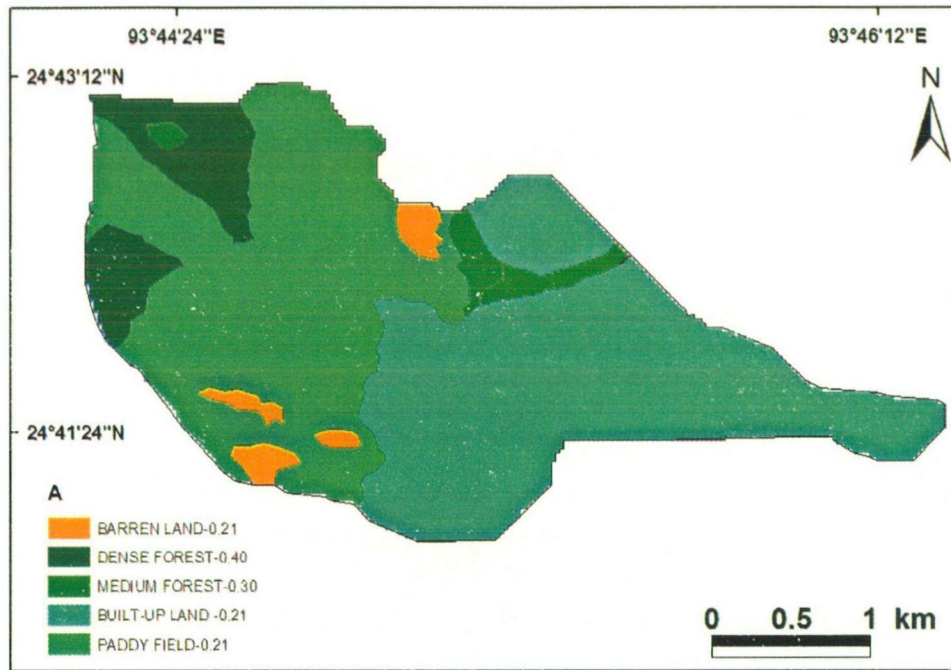 93°44'24"E 93°46'12"E
24°43'12"N
N
24°41'24"N
A
BARREN LAND-0.21
DENSE FOREST-0.40
MEDIUM FOREST-0.30
BUILT-UP LAND -0.21
PADDY FIELD-0.21
0 0.5 1 km